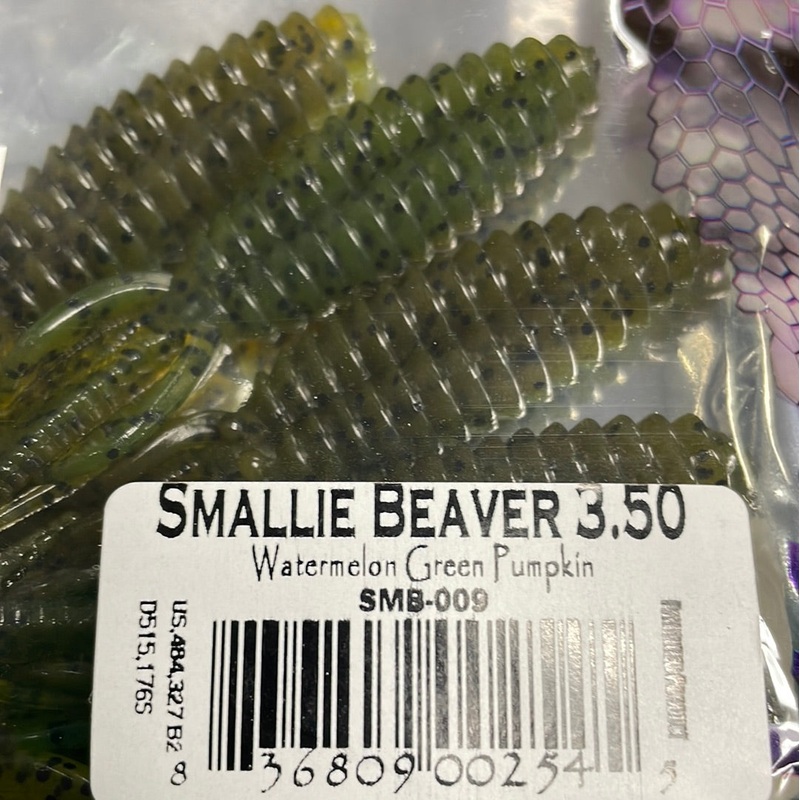 SMALLIE BEAVER 3.50
Watermelon Green Pumpkin
SMB-009
US,484,327 B2
D515,176S
8 36809 00254 5